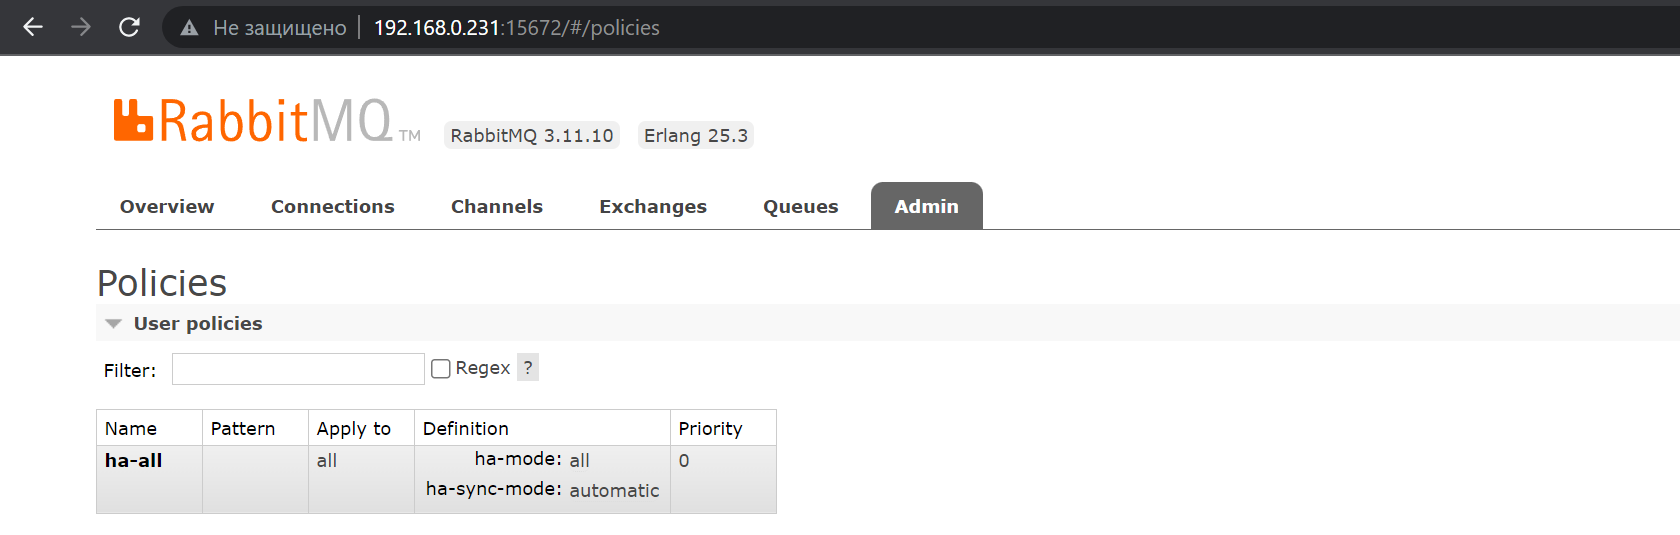 Не защищено | 192.168.0.231:15672/#/policies
RabbitMQ TM RabbitMQ 3.11.10 Erlang 25.3
Overview Connections Channels Exchanges Queues Admin
Policies
User policies
Filter: Regex ?
Name Pattern Apply to Definition Priority
ha-all all ha-mode: all 0
ha-sync-mode: automatic